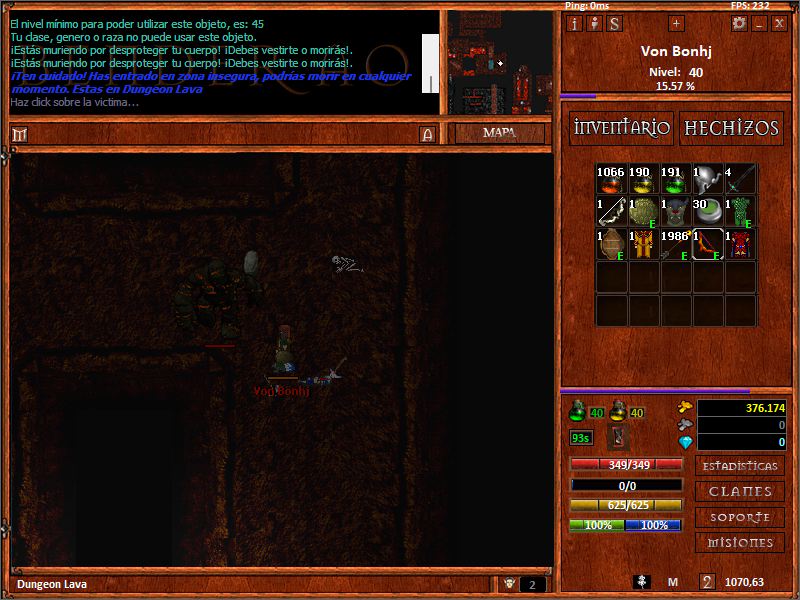 Ping: 0ms
FPS: 232
El nivel mínimo para poder utilizar este objeto, es: 45
Tu clase, genero o raza no puede usar este objeto.
¡Estás muriendo por desproteger tu cuerpo! ¡Debes vestirte o morirás!.
¡Estás muriendo por desproteger tu cuerpo! ¡Debes vestirte o morirás!.
¡Ten cuidado! Has entrado en zona insegura, podrías morir en cualquier
momento. Estas en Dungeon Lava
Haz click sobre la victima...
i S + _ X
Von Bonhj
Nivel: 40
15.57 %
M
A
MAPA
INVENTARIO
HECHIZOS
1066 190 191 1 4
1 1 1 30 1
E E
1 1 1986 1 1
E E E
Von Bonhj
40 40
93s
376.174
0
0
349/349
0/0
625/625
100% 100%
ESTADISTICAS
CLANES
SOPORTE
MISIONES
Dungeon Lava
2
M
2
1070,63